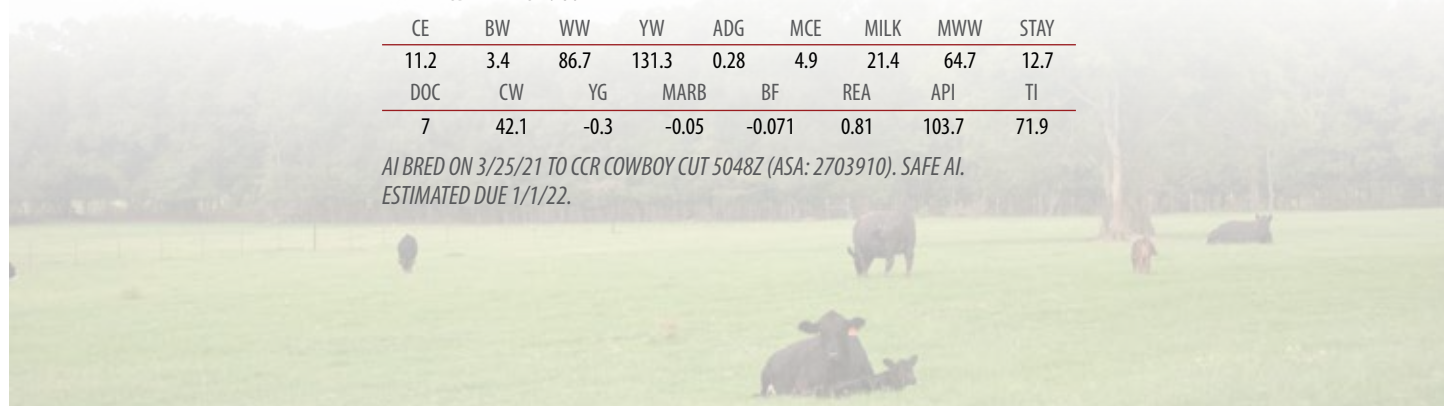 CE BW WW YW ADG MCE MILK MWW STAY
11.2 3.4 86.7 131.3 0.28 4.9 21.4 64.7 12.7
DOC CW YG MARB BF REA API TI
7 42.1 -0.3 -0.05 -0.071 0.81 103.7 71.9
AI BRED ON 3/25/21 TO CCR COWBOY CUT 5048Z (ASA: 2703910). SAFE AI.
ESTIMATED DUE 1/1/22.